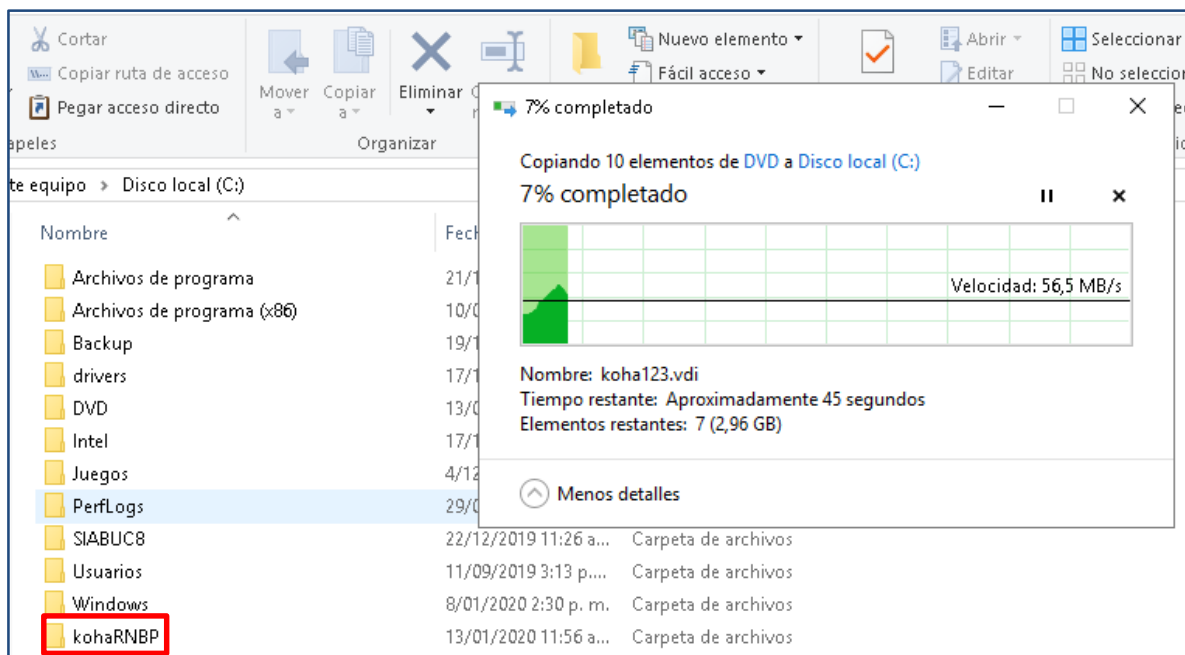 Cortar
Copiar ruta de acceso
Pegar acceso directo
Mover a
Copiar a
Eliminar
Nuevo elemento
Fácil acceso
Abrir
Editar
Seleccionar
No seleccion
apeles
Organizar
7% completado
Copiando 10 elementos de DVD a Disco local (C:)
7% completado
Velocidad: 56,5 MB/s
Nombre: koha123.vdi
Tiempo restante: Aproximadamente 45 segundos
Elementos restantes: 7 (2,96 GB)
Menos detalles
te equipo > Disco local (C:)
Nombre Fech
Archivos de programa 21/1
Archivos de programa (x86) 10/0
Backup 19/1
drivers 17/1
DVD 13/0
Intel 17/1
Juegos 4/12
PerfLogs 29/0
SIABUC8 22/12/2019 11:26 a... Carpeta de archivos
Usuarios 11/09/2019 3:13 p.... Carpeta de archivos
Windows 8/01/2020 2:30 p. m. Carpeta de archivos
kohaRNBP 13/01/2020 11:56 a... Carpeta de archivos